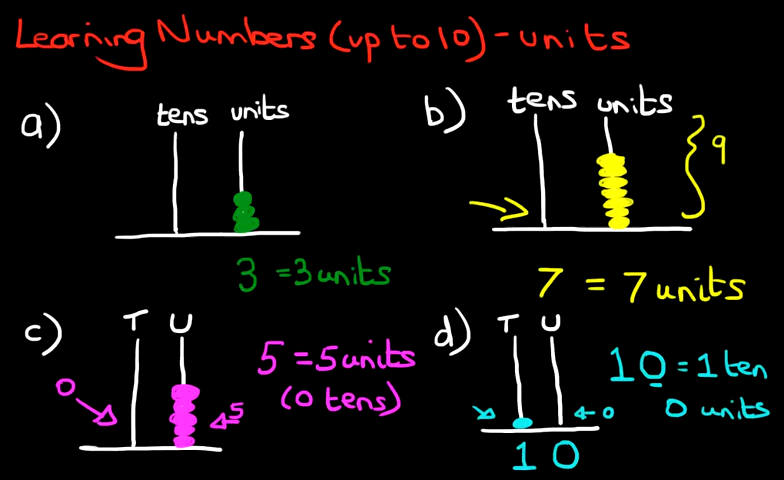 Learning Numbers (up to 10) - units
a)
tens units
3 = 3 units
b)
tens units
9
7 = 7 units
c)
T U
0
5
5 = 5 units
(0 tens)
d)
T U
0
1 0
10 = 1 ten
0 units